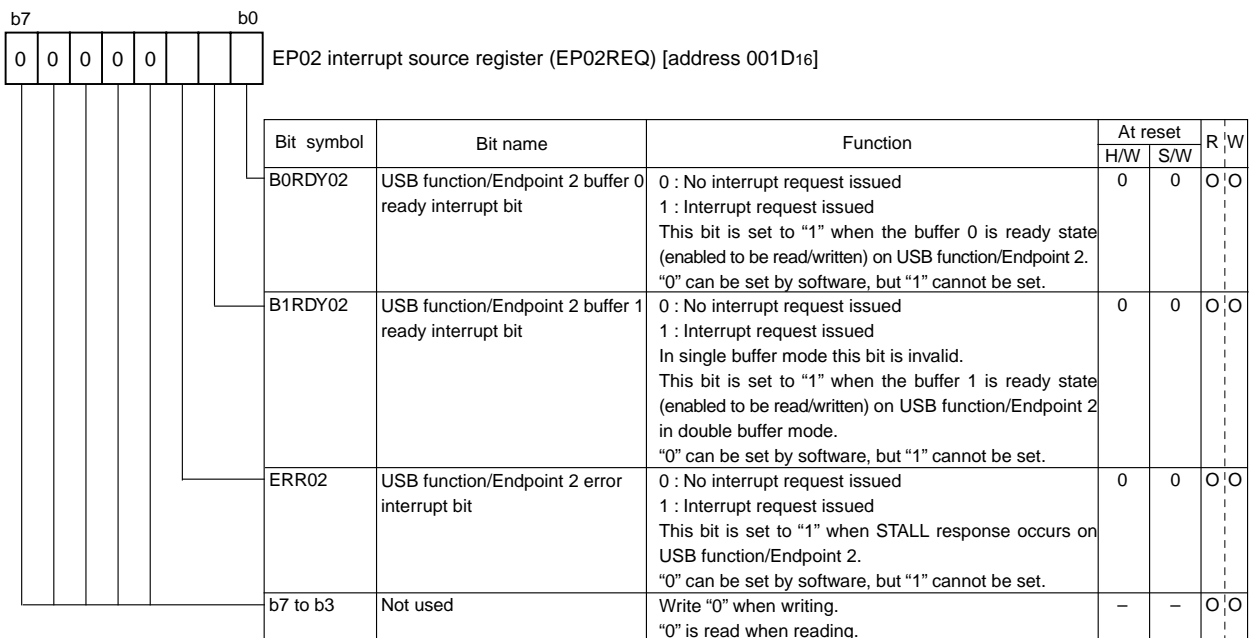 b7 b0
0 0 0 0 0
EP02 interrupt source register (EP02REQ) [address 001D16]
Bit symbol Bit name Function At reset R W
H/W S/W
B0RDY02 USB function/Endpoint 2 buffer 0 0 : No interrupt request issued 0 0 O O
ready interrupt bit 1 : Interrupt request issued
This bit is set to “1” when the buffer 0 is ready state
(enabled to be read/written) on USB function/Endpoint 2.
“0” can be set by software, but “1” cannot be set.
B1RDY02 USB function/Endpoint 2 buffer 1 0 : No interrupt request issued 0 0 O O
ready interrupt bit 1 : Interrupt request issued
In single buffer mode this bit is invalid.
This bit is set to “1” when the buffer 1 is ready state
(enabled to be read/written) on USB function/Endpoint 2
in double buffer mode.
“0” can be set by software, but “1” cannot be set.
ERR02 USB function/Endpoint 2 error 0 : No interrupt request issued 0 0 O O
interrupt bit 1 : Interrupt request issued
This bit is set to “1” when STALL response occurs on
USB function/Endpoint 2.
“0” can be set by software, but “1” cannot be set.
b7 to b3 Not used Write “0” when writing. – – O O
“0” is read when reading.